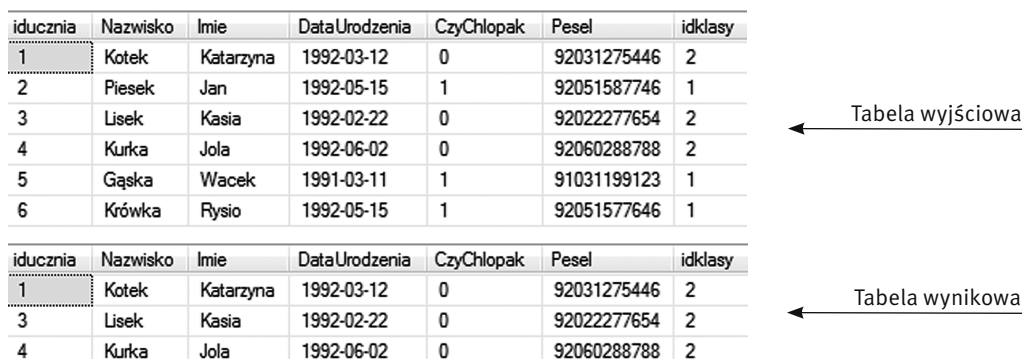 iducznia Nazwisko Imie DataUrodzenia CzyChlopak Pesel idklasy
1 Kotek Katarzyna 1992-03-12 0 92031275446 2
2 Piesek Jan 1992-05-15 1 92051587746 1
3 Lisek Kasia 1992-02-22 0 92022277654 2
4 Kurka Jola 1992-06-02 0 92060288788 2
5 Gąska Wacek 1991-03-11 1 91031199123 1
6 Krówka Rysio 1992-05-15 1 92051577646 1
Tabela wyjściowa
iducznia Nazwisko Imie DataUrodzenia CzyChlopak Pesel idklasy
1 Kotek Katarzyna 1992-03-12 0 92031275446 2
3 Lisek Kasia 1992-02-22 0 92022277654 2
4 Kurka Jola 1992-06-02 0 92060288788 2
Tabela wynikowa